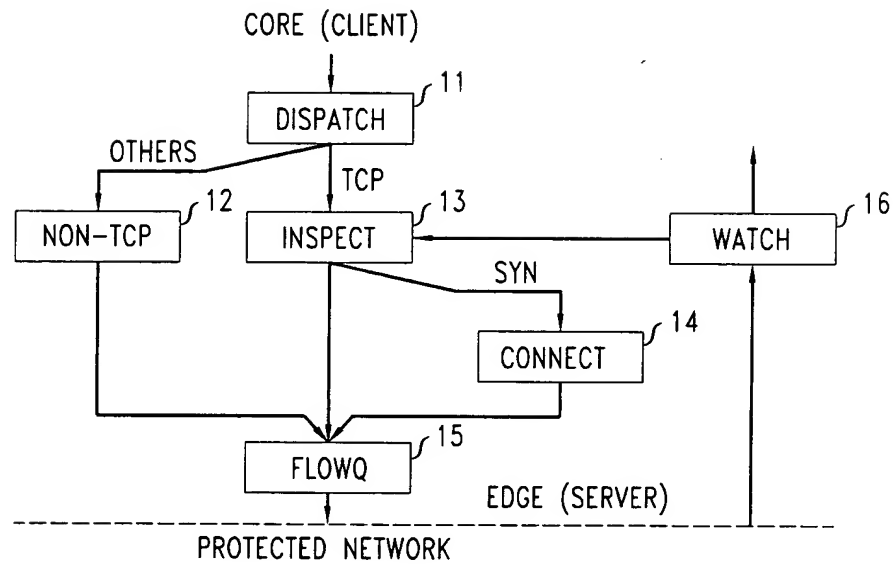 CORE (CLIENT)
11
DISPATCH
OTHERS
TCP
12
13
16
NON-TCP
INSPECT
WATCH
SYN
14
CONNECT
15
FLOWQ
EDGE (SERVER)
PROTECTED NETWORK